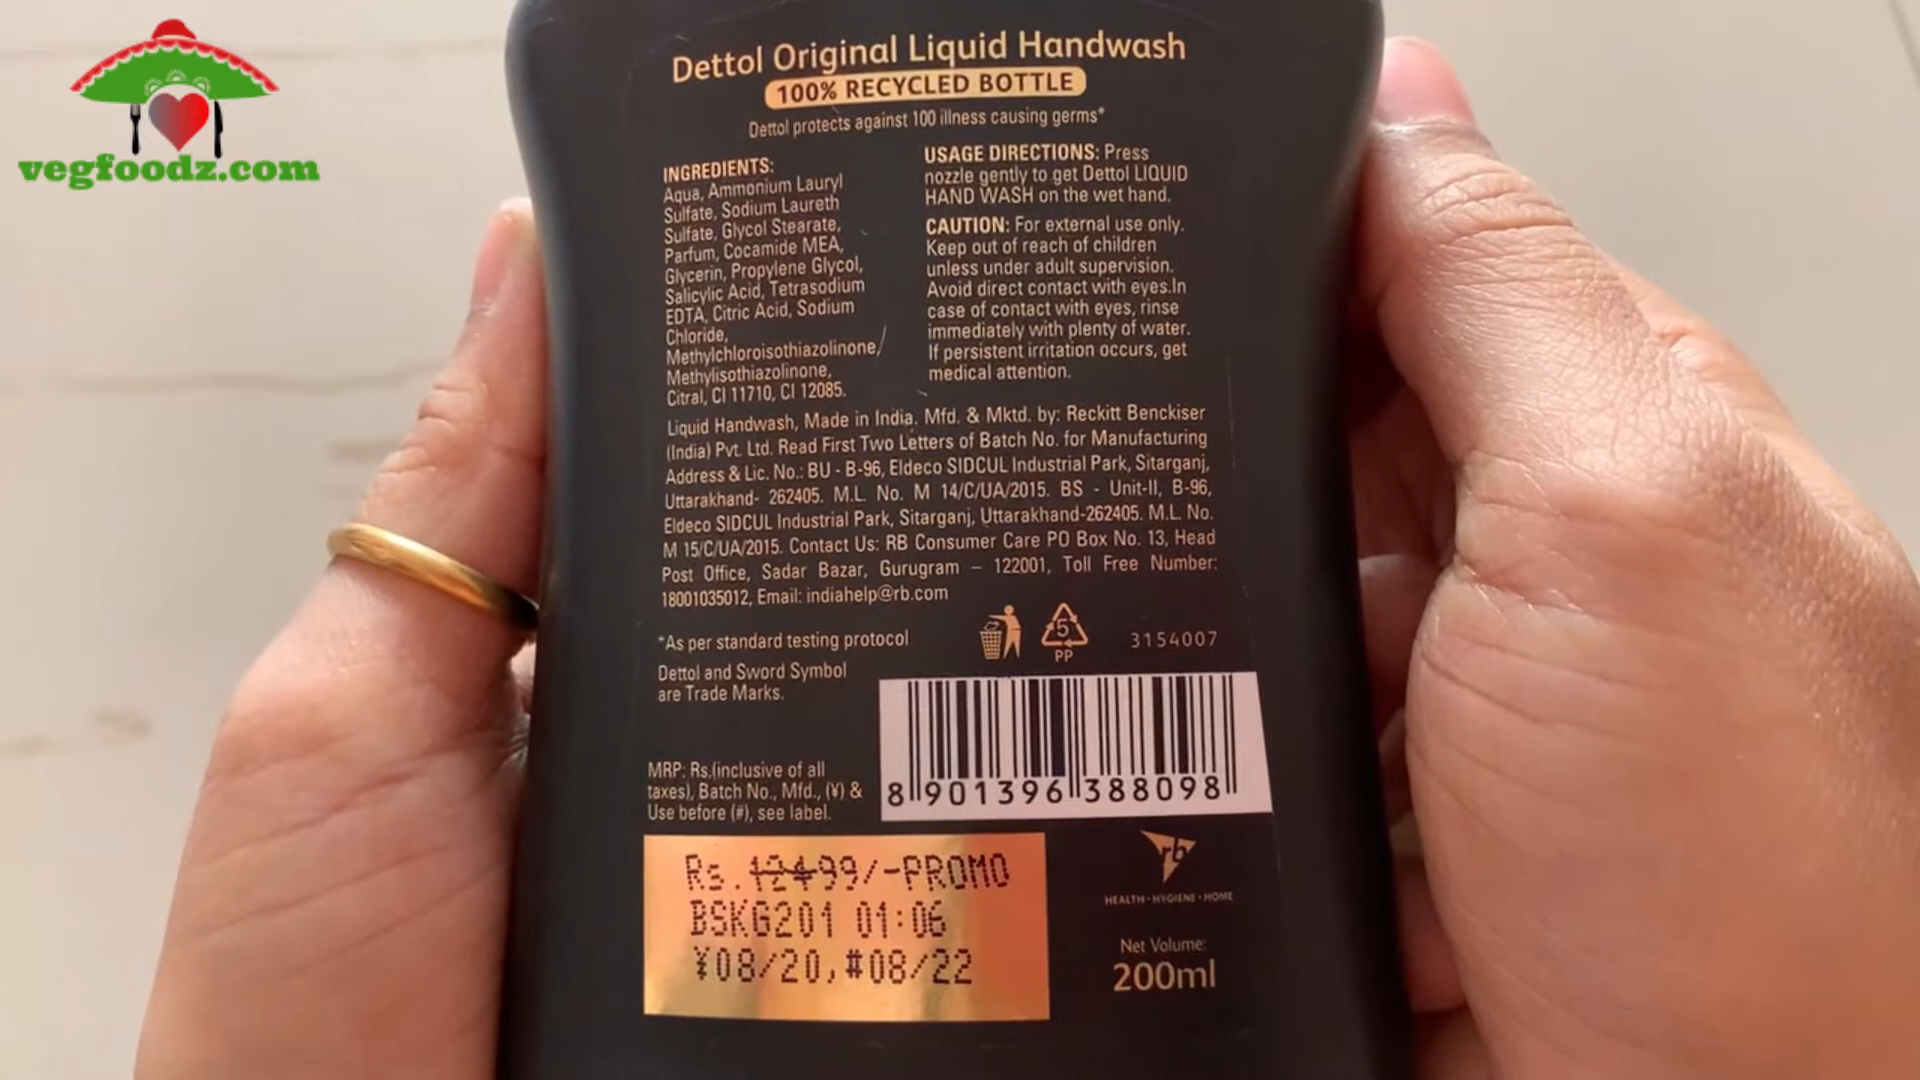 vegfoodz.com
Dettol Original Liquid Handwash
100% RECYCLED BOTTLE
Dettol protects against 100 illness causing germs*
INGREDIENTS:
Aqua, Ammonium Lauryl
Sulfate, Sodium Laureth
Sulfate, Glycol Stearate,
Parfum, Cocamide MEA,
Glycerin, Propylene Glycol,
Salicylic Acid, Tetrasodium
EDTA, Citric Acid, Sodium
Chloride,
Methylchloroisothiazolinone/
Methylisothiazolinone,
Citral, CI 11710, CI 12085.
USAGE DIRECTIONS: Press
nozzle gently to get Dettol LIQUID
HAND WASH on the wet hand.
CAUTION: For external use only.
Keep out of reach of children
unless under adult supervision.
Avoid direct contact with eyes.In
case of contact with eyes, rinse
immediately with plenty of water.
If persistent irritation occurs, get
medical attention.
Liquid Handwash, Made in India. Mfd. & Mktd. by: Reckitt Benckiser
(India) Pvt. Ltd. Read First Two Letters of Batch No. for Manufacturing
Address & Lic. No.: BU - B-96, Eldeco SIDCUL Industrial Park, Sitarganj,
Uttarakhand- 262405. M.L. No. M 14/C/UA/2015. BS - Unit-II, B-96,
Eldeco SIDCUL Industrial Park, Sitarganj, Uttarakhand-262405. M.L. No.
M 15/C/UA/2015. Contact Us: RB Consumer Care PO Box No. 13, Head
Post Office, Sadar Bazar, Gurugram – 122001, Toll Free Number:
18001035012, Email: indiahelp@rb.com
*As per standard testing protocol
5
PP
3154007
Dettol and Sword Symbol
are Trade Marks.
MRP: Rs.(inclusive of all
taxes), Batch No., Mfd., (¥) &
Use before (#), see label.
8 901396 388098
Rs.12499/-PROMO
BSKG201 01:06
¥08/20,#08/22
rb
HEALTH • HYGIENE • HOME
Net Volume:
200ml